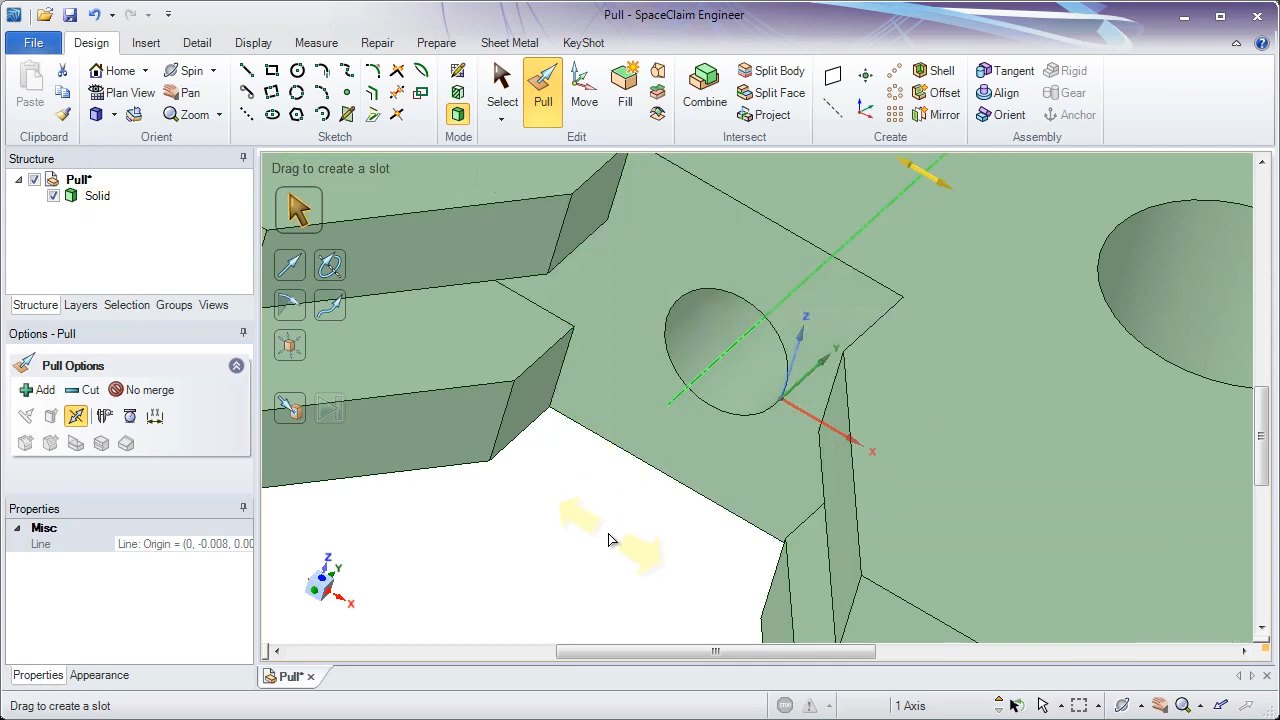 Pull - SpaceClaim Engineer
File Design Insert Detail Display Measure Repair Prepare Sheet Metal KeyShot
Paste
Home Spin
Plan View Pan
Zoom
Select Pull Move Fill
Combine
Split Body
Split Face
Project
Shell
Offset
Mirror
Tangent Rigid
Align Gear
Orient Anchor
Clipboard Orient Sketch Mode Edit Intersect Create Assembly
Structure
Pull*
Solid
Structure Layers Selection Groups Views
Options - Pull
Pull Options
Add Cut No merge
Properties
Misc
Line Line: Origin = (0, -0.008, 0.00
Properties Appearance
Drag to create a slot
Z
Y
X
Z
Y
X
Pull*
Drag to create a slot
1 Axis